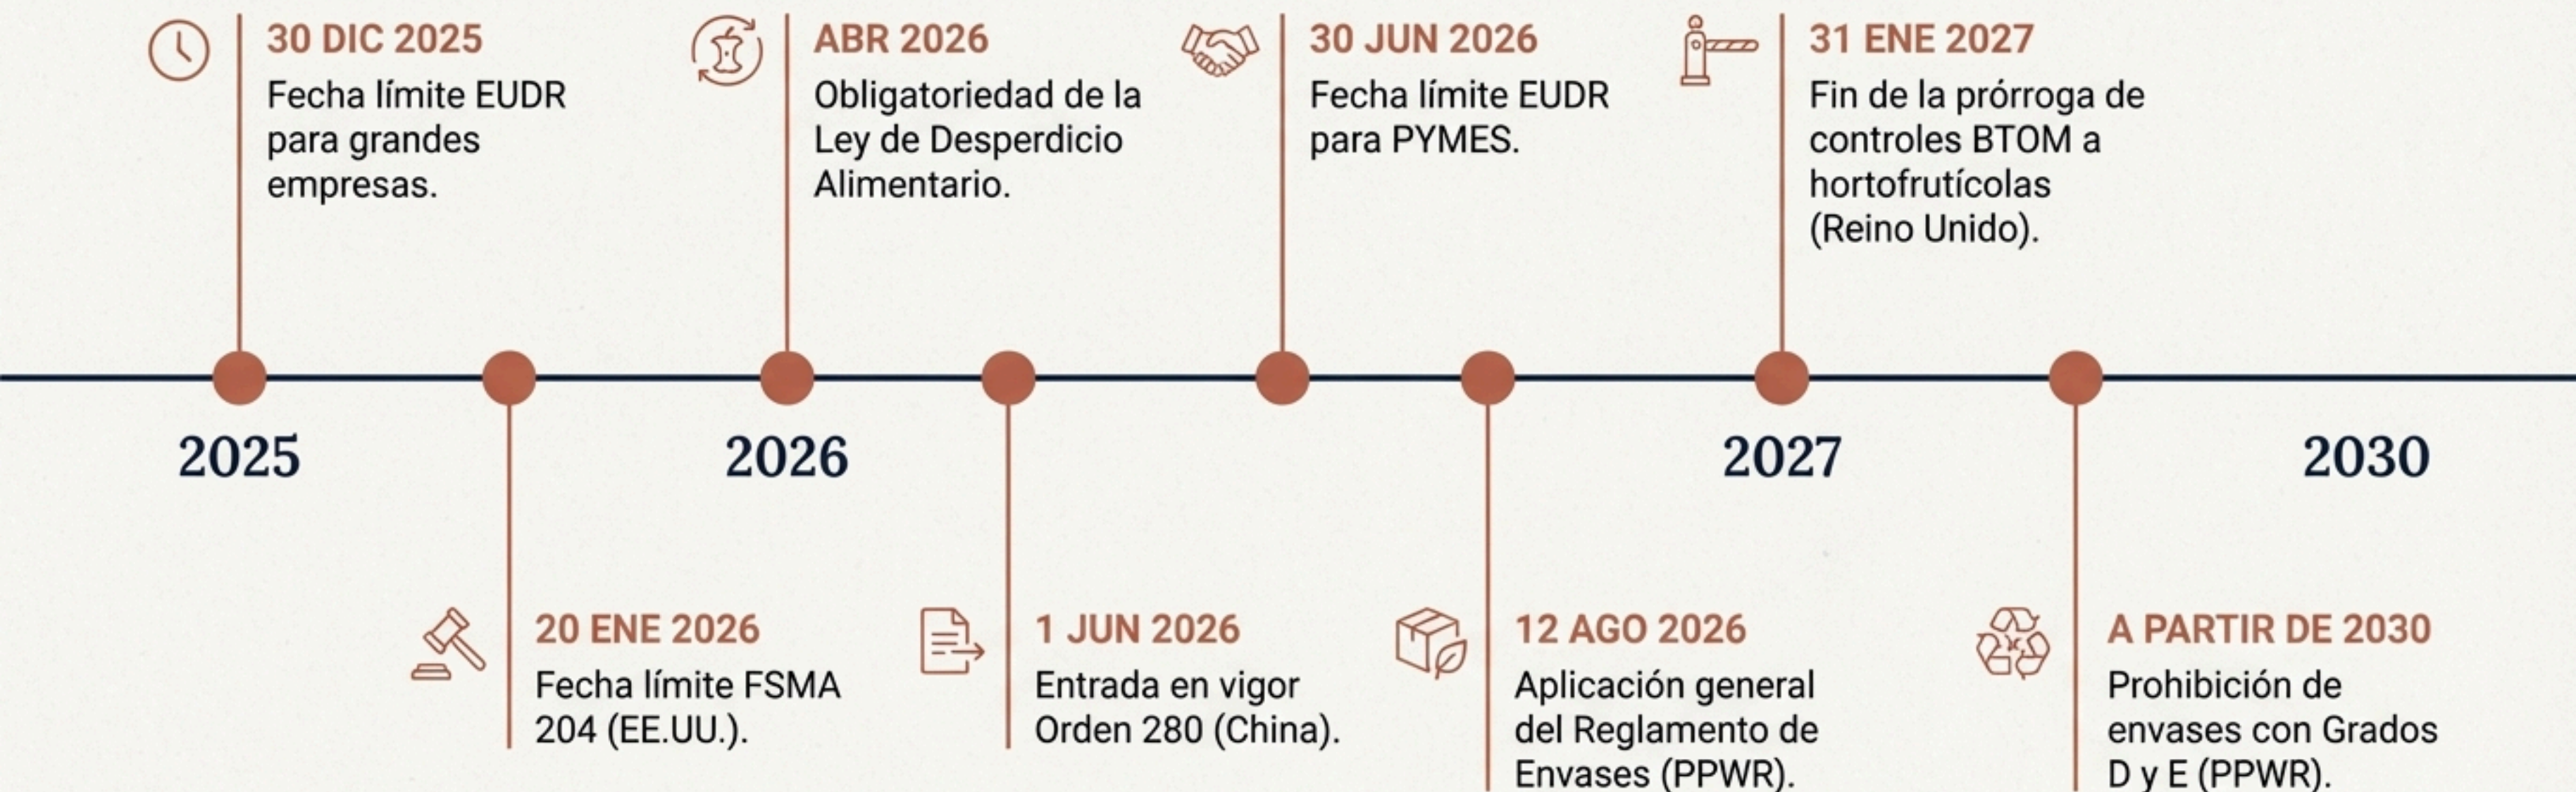 30 DIC 2025
Fecha límite EUDR
para grandes
empresas.
ABR 2026
Obligatoriedad de la
Ley de Desperdicio
Alimentario.
30 JUN 2026
Fecha límite EUDR
para PYMES.
31 ENE 2027
Fin de la prórroga de
controles BTOM a
hortofrutícolas
(Reino Unido).
2025
2026
2027
2030
20 ENE 2026
Fecha límite FSMA
204 (EE.UU.).
1 JUN 2026
Entrada en vigor
Orden 280 (China).
12 AGO 2026
Aplicación general
del Reglamento de
Envases (PPWR).
A PARTIR DE 2030
Prohibición de
envases con Grados
D y E (PPWR).